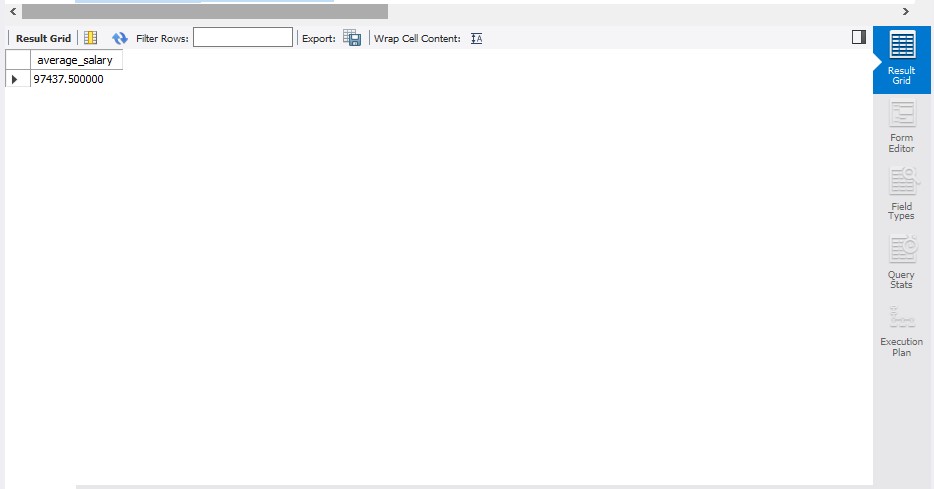 Result Grid Filter Rows: Export: Wrap Cell Content: IA
average_salary
97437.500000
Result
Grid
Form
Editor
Field
Types
Query
Stats
Execution
Plan